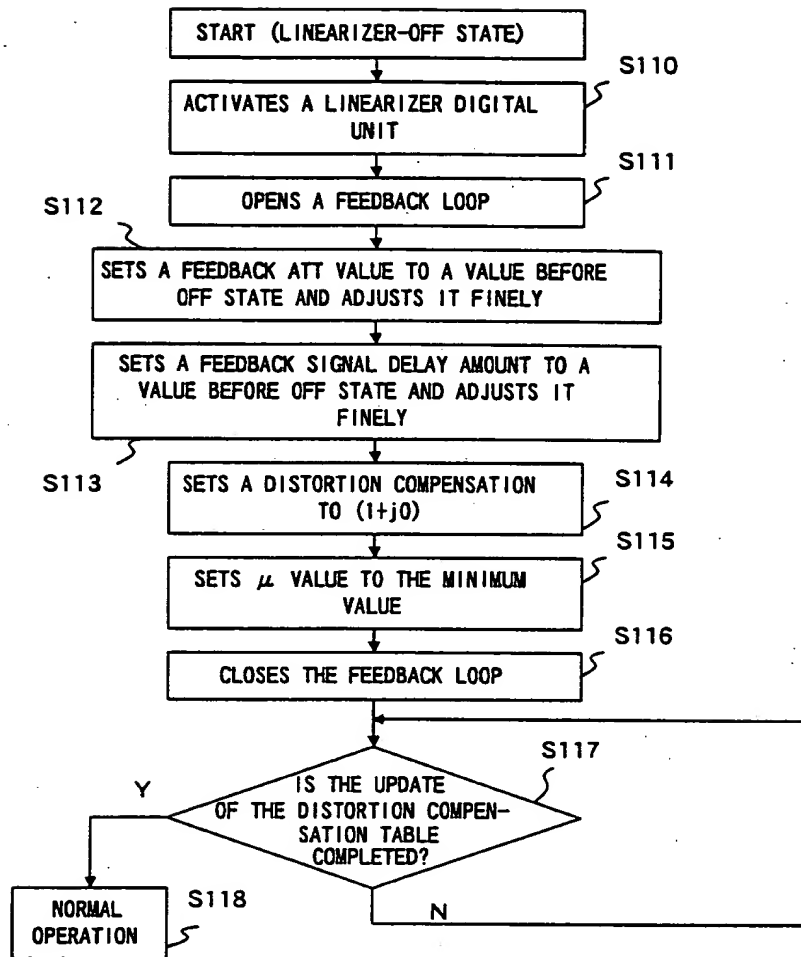 START (LINEARIZER-OFF STATE)
S110
ACTIVATES A LINEARIZER DIGITAL
UNIT
S111
OPENS A FEEDBACK LOOP
S112
SETS A FEEDBACK ATT VALUE TO A VALUE BEFORE
OFF STATE AND ADJUSTS IT FINELY
SETS A FEEDBACK SIGNAL DELAY AMOUNT TO A
VALUE BEFORE OFF STATE AND ADJUSTS IT
FINELY
S113
SETS A DISTORTION COMPENSATION
TO (1+j0)
S114
S115
SETS μ VALUE TO THE MINIMUM
VALUE
S116
CLOSES THE FEEDBACK LOOP
S117
IS THE UPDATE
OF THE DISTORTION COMPEN-
SATION TABLE
COMPLETED?
Y
N
S118
NORMAL
OPERATION